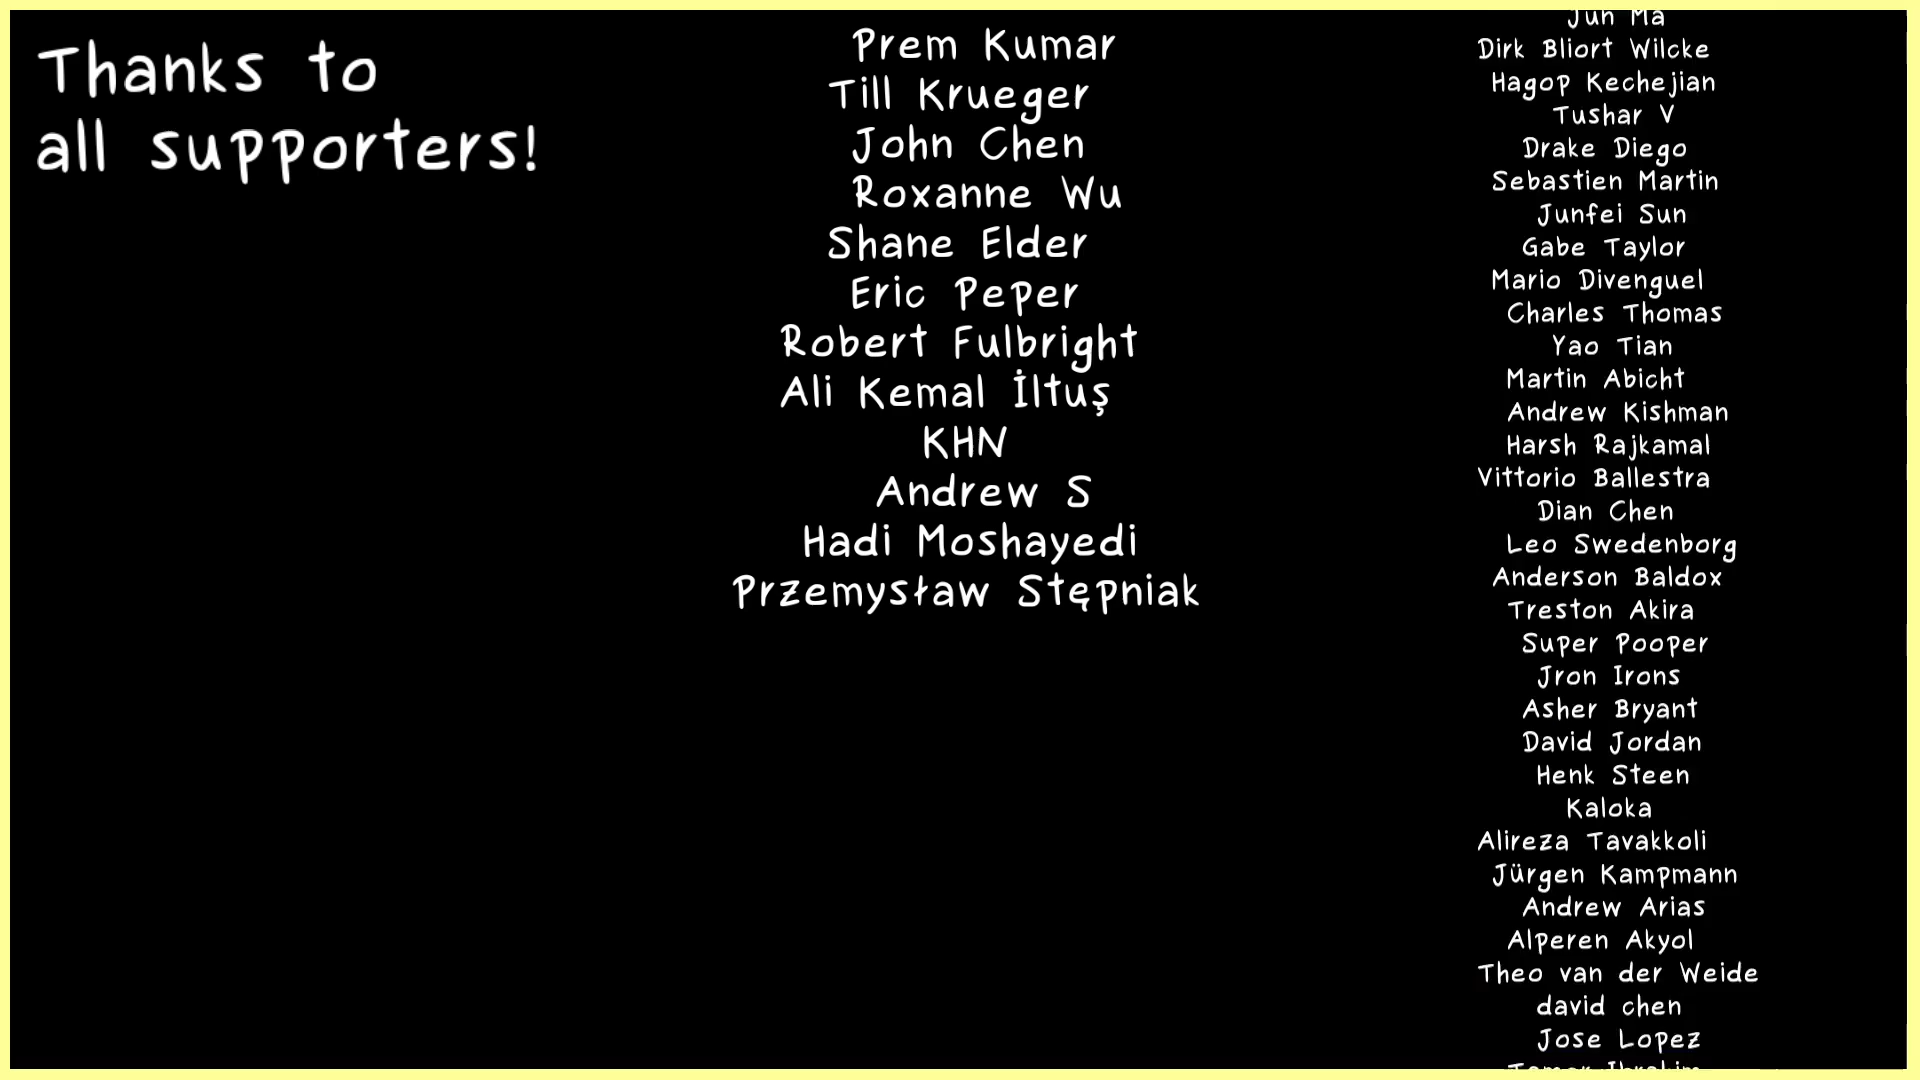 Thanks to
all supporters!
Prem Kumar
Till Krueger
John Chen
Roxanne Wu
Shane Elder
Eric Peper
Robert Fulbright
Ali Kemal İltuş
KHN
Andrew S
Hadi Moshayedi
Przemysław Stępniak
Jun Ma
Dirk Bliort Wilcke
Hagop Kechejian
Tushar V
Drake Diego
Sebastien Martin
Junfei Sun
Gabe Taylor
Mario Divenguel
Charles Thomas
Yao Tian
Martin Abicht
Andrew Kishman
Harsh Rajkamal
Vittorio Ballestra
Dian Chen
Leo Swedenborg
Anderson Baldox
Treston Akira
Super Pooper
Jron Irons
Asher Bryant
David Jordan
Henk Steen
Kaloka
Alireza Tavakkoli
Jürgen Kampmann
Andrew Arias
Alperen Akyol
Theo van der Weide
david chen
Jose Lopez